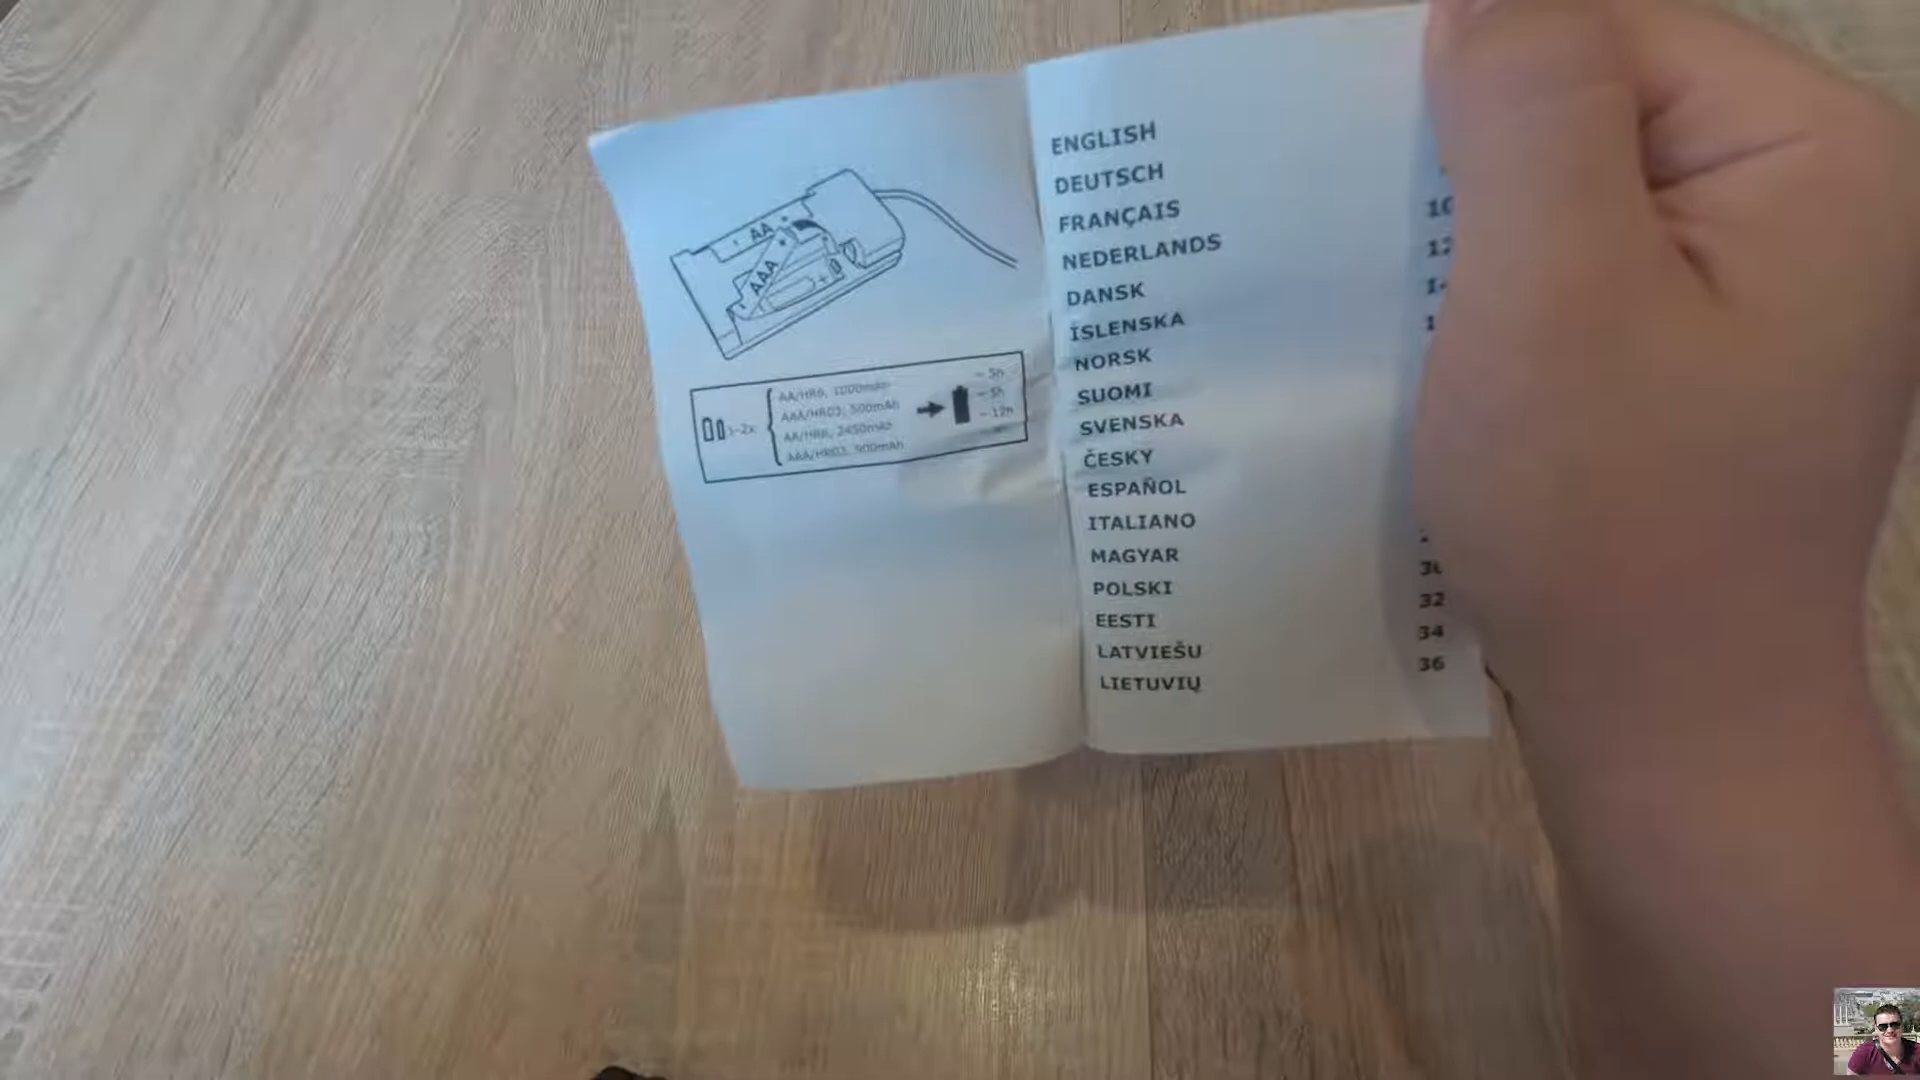 AA
AAA
AA/HR6, 1000mAh
AAA/HR03, 500mAh
AA/HR6, 2450mAh
AAA/HR03, 900mAh
2x
~ 5h
~ 5h
~ 12h
ENGLISH
DEUTSCH
FRANÇAIS 10
NEDERLANDS 12
DANSK
ÍSLENSKA
NORSK
SUOMI
SVENSKA
ČESKY
ESPAÑOL
ITALIANO
MAGYAR
POLSKI
EESTI 32
LATVIEŠU 34
LIETUVIŲ 36